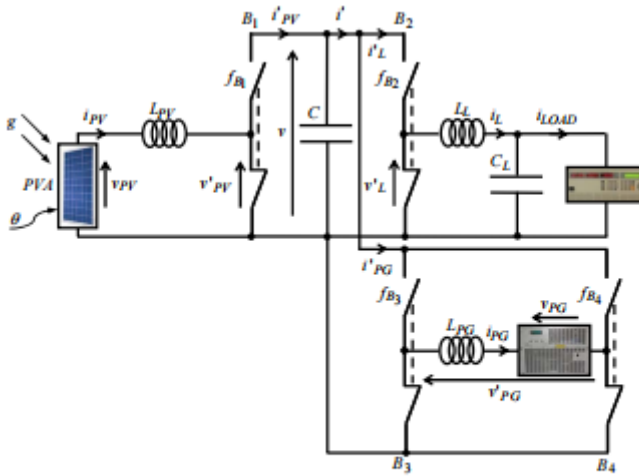 B1 i'PV i' B2
i'L
fB1 fB2
LPV LL iL iLOAD
iPV C
g v CL
PVA vPV v'PV v'L
θ
i'PG
fB3 fB4
vPG
LPG iPG
v'PG
B3 B4